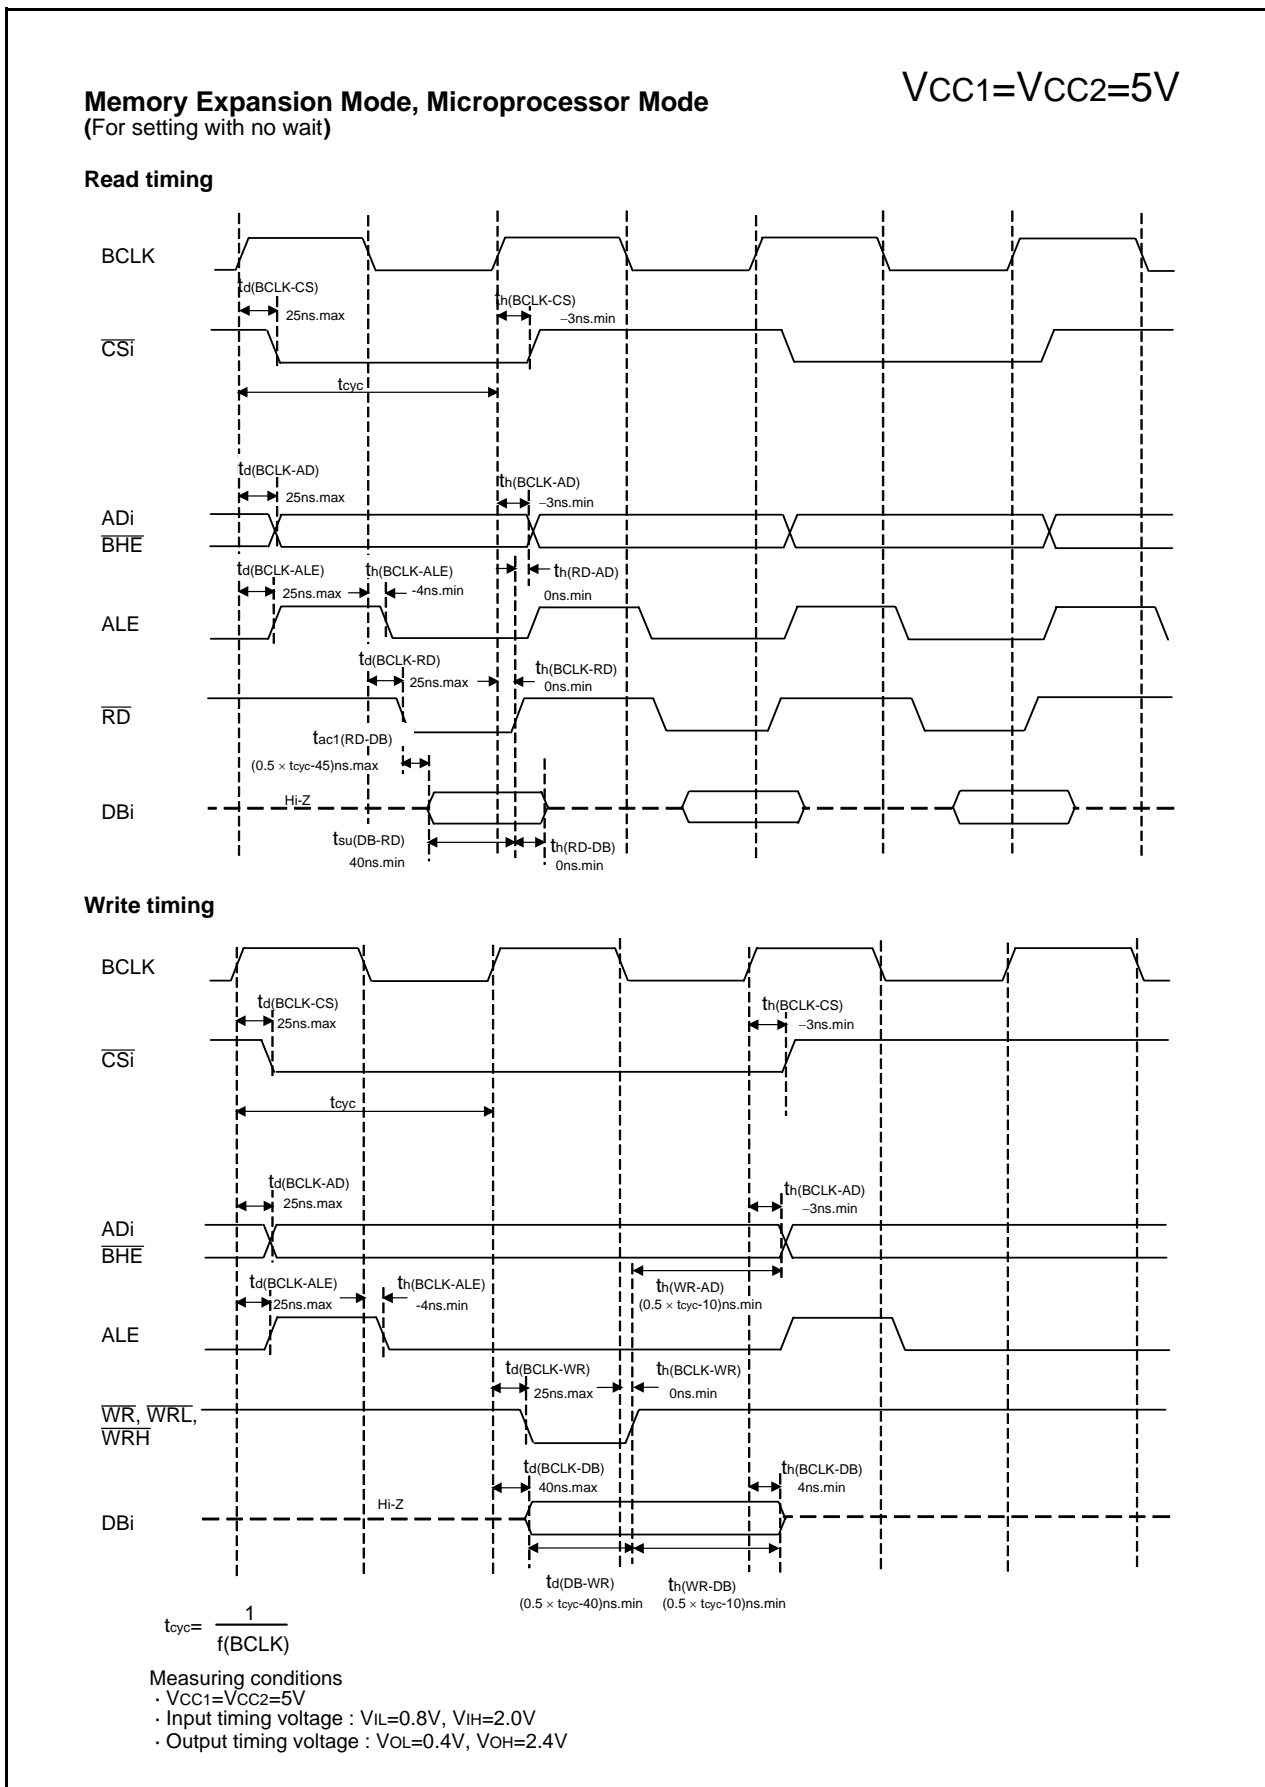 VCC1=VCC2=5V
Memory Expansion Mode, Microprocessor Mode
(For setting with no wait)
Read timing
BCLK
td(BCLK-CS)
25ns.max
th(BCLK-CS)
−3ns.min
CSi
tcyc
td(BCLK-AD)
25ns.max
th(BCLK-AD)
−3ns.min
ADi
BHE
td(BCLK-ALE)
25ns.max
th(BCLK-ALE)
-4ns.min
th(RD-AD)
0ns.min
ALE
td(BCLK-RD)
25ns.max
th(BCLK-RD)
0ns.min
RD
tac1(RD-DB)
(0.5 × tcyc-45)ns.max
Hi-Z
DBi
tsu(DB-RD)
40ns.min
th(RD-DB)
0ns.min
Write timing
BCLK
td(BCLK-CS)
25ns.max
th(BCLK-CS)
−3ns.min
CSi
tcyc
td(BCLK-AD)
25ns.max
th(BCLK-AD)
−3ns.min
ADi
BHE
td(BCLK-ALE)
25ns.max
th(BCLK-ALE)
-4ns.min
th(WR-AD)
(0.5 × tcyc-10)ns.min
ALE
td(BCLK-WR)
25ns.max
th(BCLK-WR)
0ns.min
WR, WRL,
WRH
td(BCLK-DB)
40ns.max
th(BCLK-DB)
4ns.min
Hi-Z
DBi
td(DB-WR)
(0.5 × tcyc-40)ns.min
th(WR-DB)
(0.5 × tcyc-10)ns.min
tcyc= 1
f(BCLK)
Measuring conditions
· VCC1=VCC2=5V
· Input timing voltage : VIL=0.8V, VIH=2.0V
· Output timing voltage : VOL=0.4V, VOH=2.4V